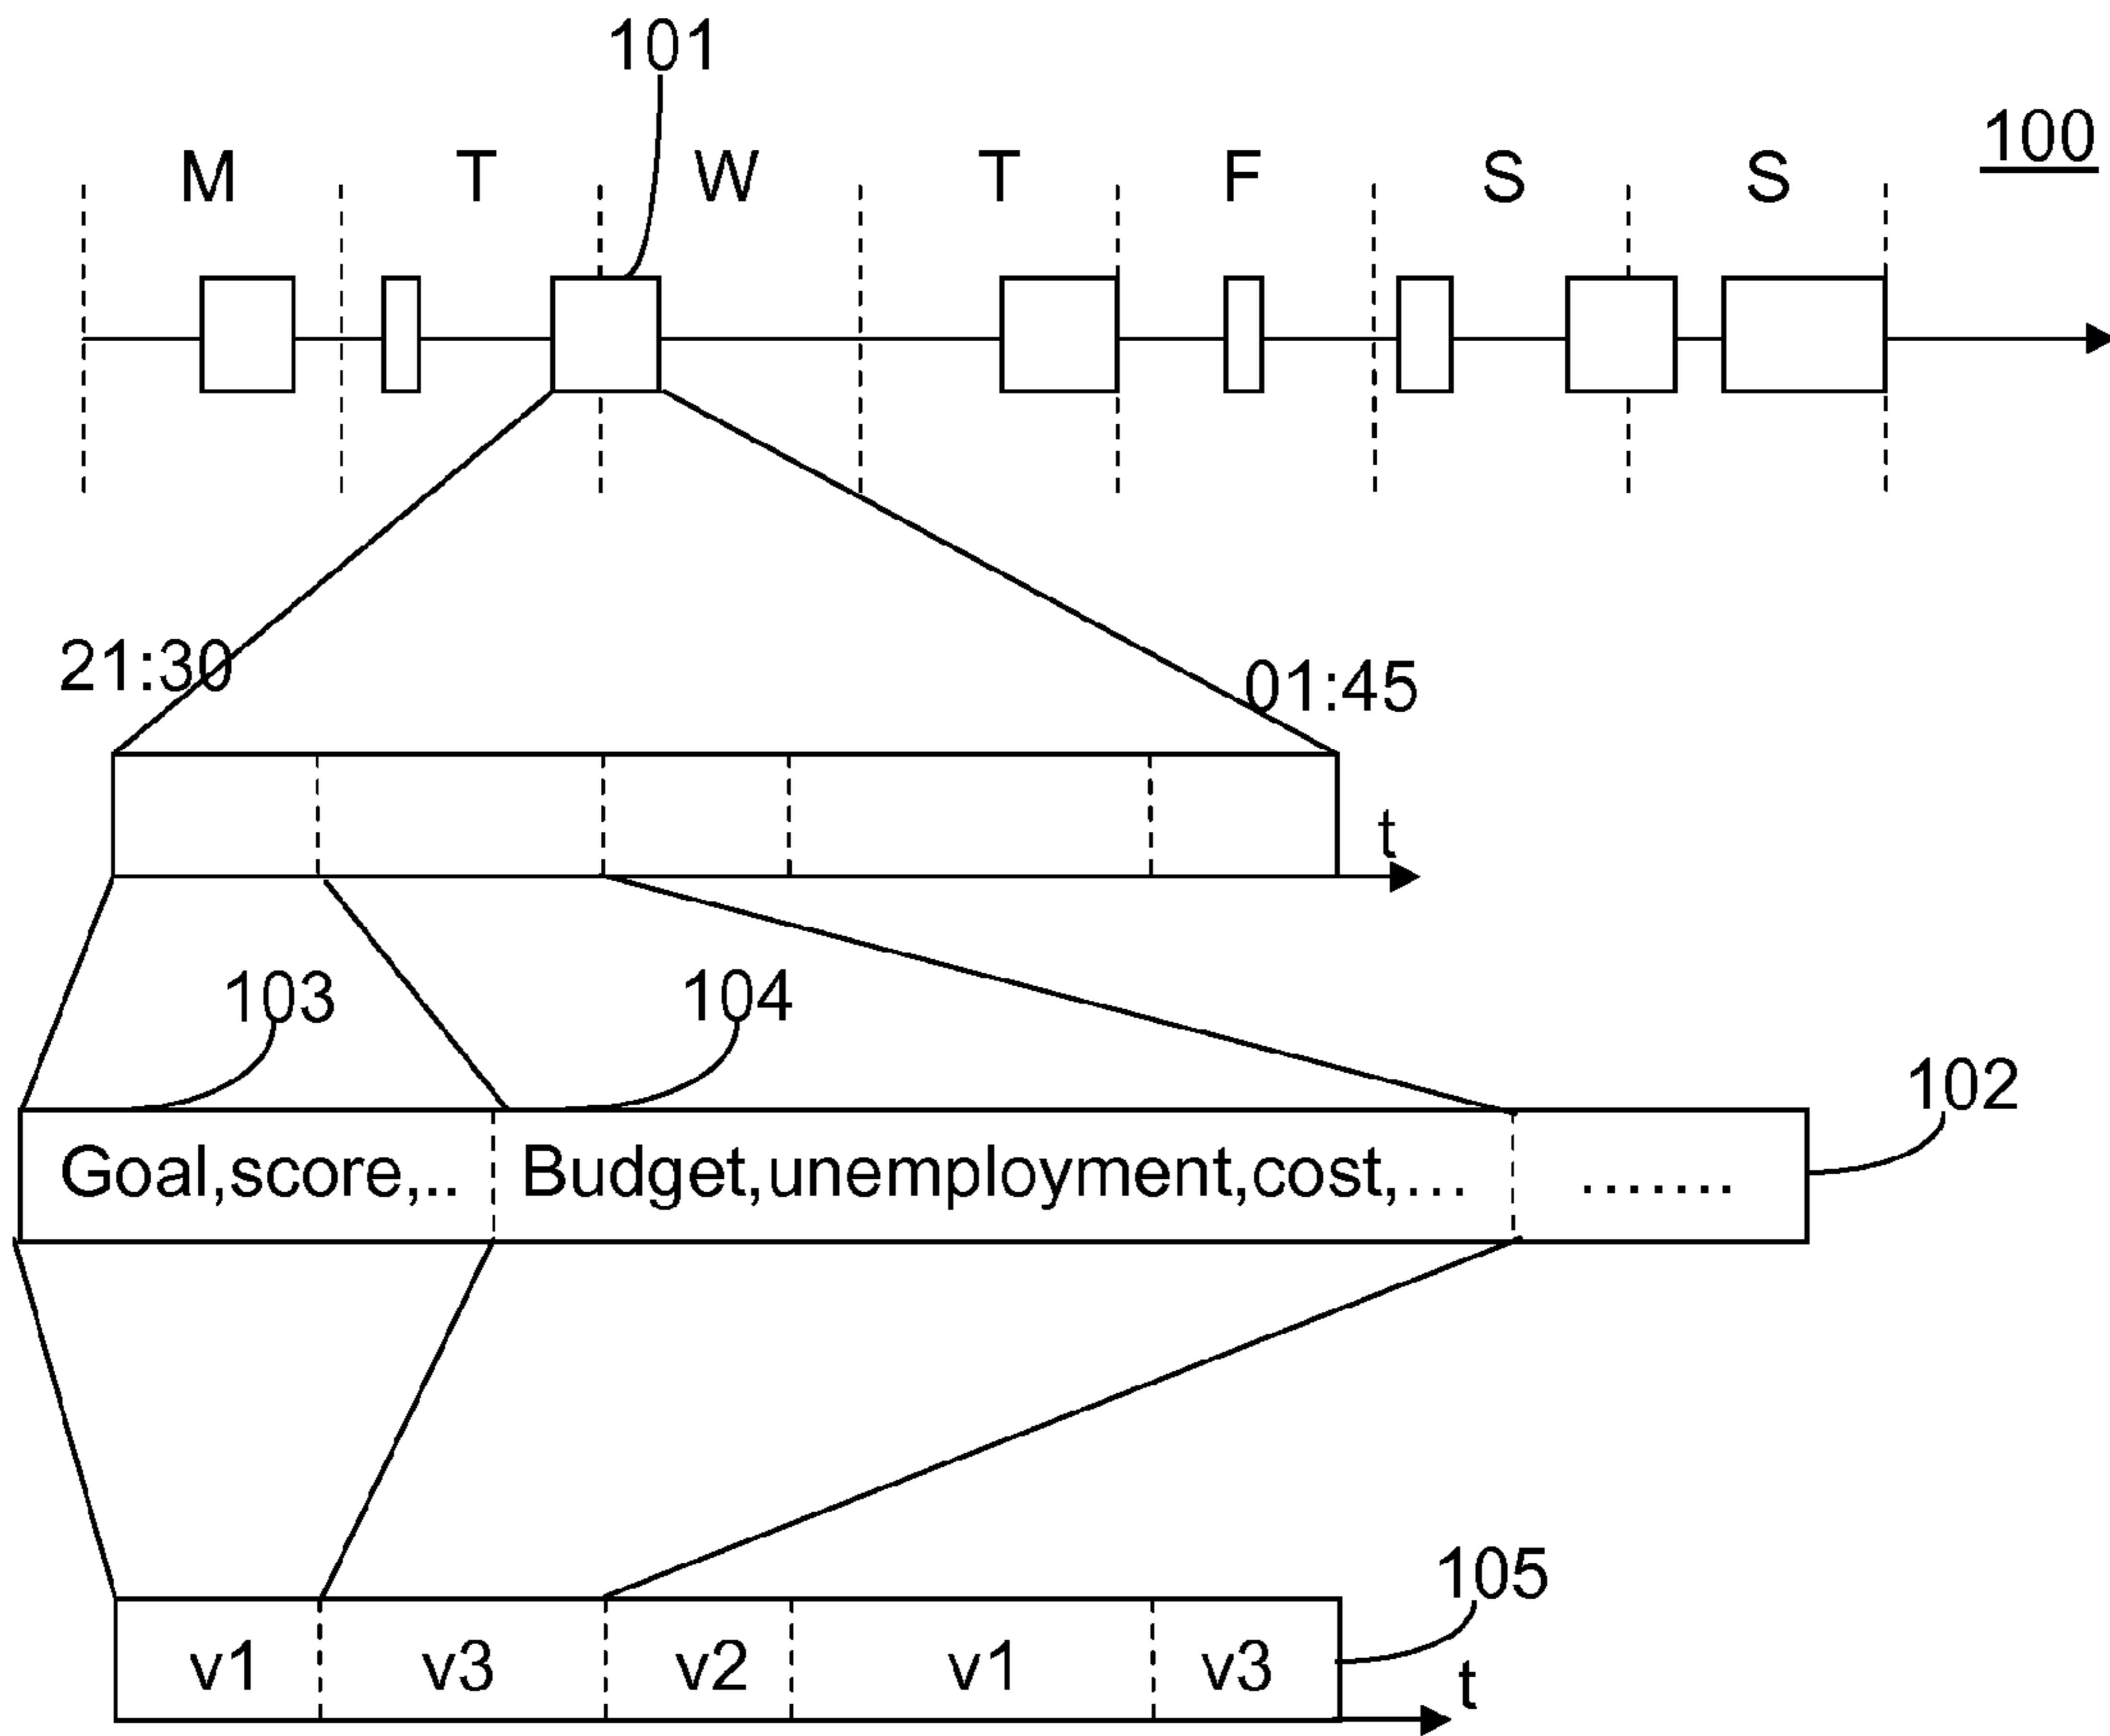 101
100
M T W T F S S
21:30
01:45
t
103 104
102
Goal,score,.. Budget,unemployment,cost,... .......
105
v1 v3 v2 v1 v3
t